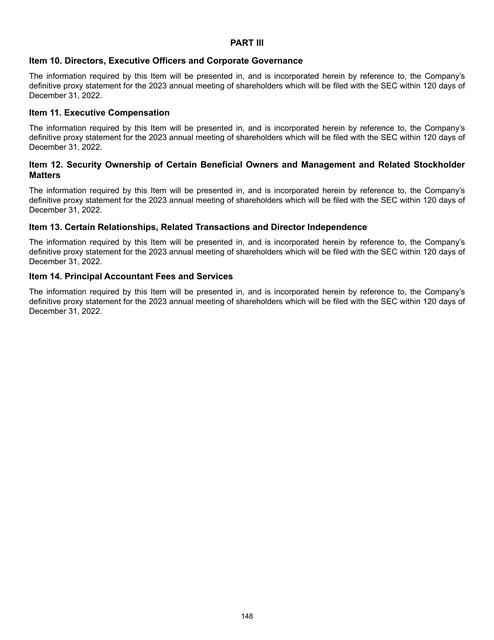 PART III
Item 10. Directors, Executive Officers and Corporate Governance
The information required by this Item will be presented in, and is incorporated herein by reference to, the Company's
definitive proxy statement for the 2023 annual meeting of shareholders which will be filed with the SEC within 120 days of
December 31, 2022.
Item 11. Executive Compensation
The information required by this Item will be presented in, and is incorporated herein by reference to, the Company's
definitive proxy statement for the 2023 annual meeting of shareholders which will be filed with the SEC within 120 days of
December 31, 2022.
Item 12. Security Ownership of Certain Beneficial Owners and Management and Related Stockholder
Matters
The information required by this Item will be presented in, and is incorporated herein by reference to, the Company's
definitive proxy statement for the 2023 annual meeting of shareholders which will be filed with the SEC within 120 days of
December 31, 2022.
Item 13. Certain Relationships, Related Transactions and Director Independence
The information required by this Item will be presented in, and is incorporated herein by reference to, the Company's
definitive proxy statement for the 2023 annual meeting of shareholders which will be filed with the SEC within 120 days of
December 31, 2022.
Item 14. Principal Accountant Fees and Services
The information required by this Item will be presented in, and is incorporated herein by reference to, the Company's
definitive proxy statement for the 2023 annual meeting of shareholders which will be filed with the SEC within 120 days of
December 31, 2022.
148